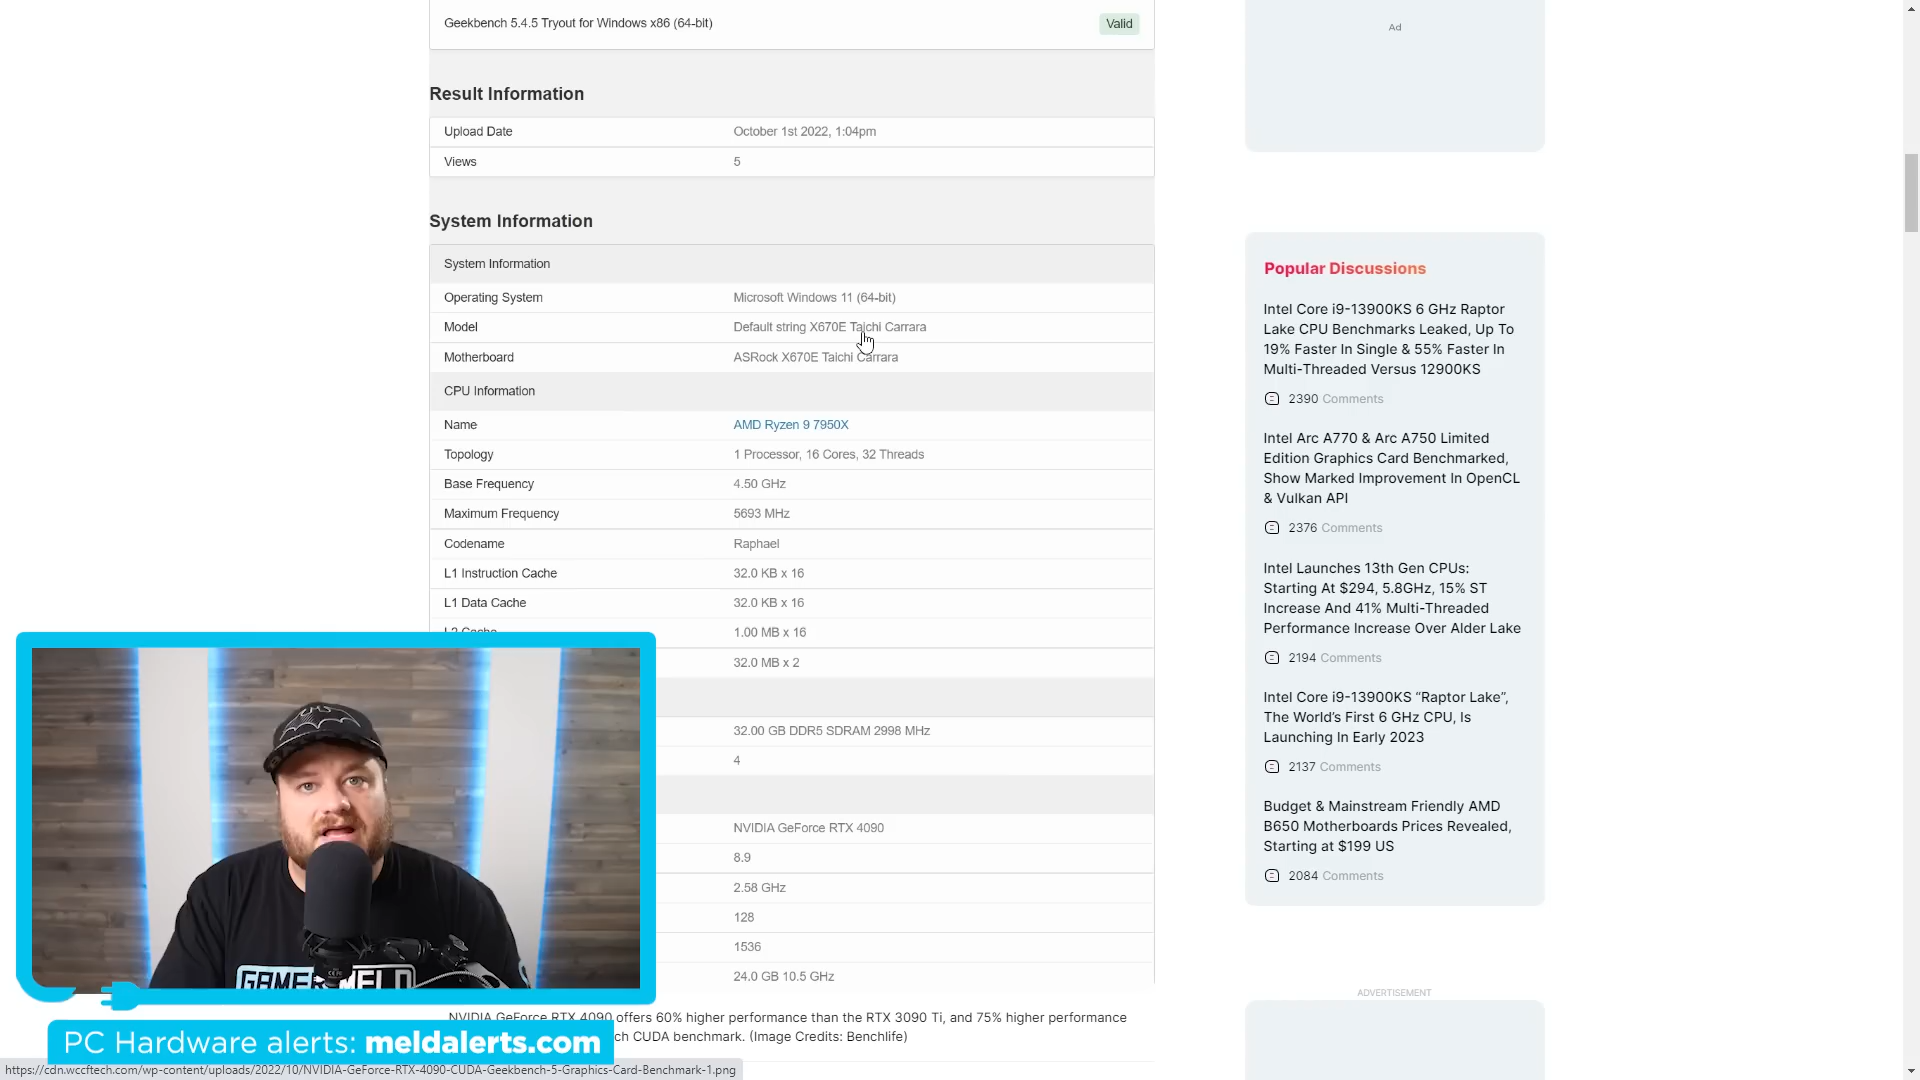 Geekbench 5.4.5 Tryout for Windows x86 (64-bit)
Valid
Result Information
Upload Date October 1st 2022, 1:04pm
Views 5
System Information
System Information
Operating System Microsoft Windows 11 (64-bit)
Model Default string X670E Taichi Carrara
Motherboard ASRock X670E Taichi Carrara
CPU Information
Name AMD Ryzen 9 7950X
Topology 1 Processor, 16 Cores, 32 Threads
Base Frequency 4.50 GHz
Maximum Frequency 5693 MHz
Codename Raphael
L1 Instruction Cache 32.0 KB x 16
L1 Data Cache 32.0 KB x 16
L2 Cache 1.00 MB x 16
32.0 MB x 2
32.00 GB DDR5 SDRAM 2998 MHz
4
NVIDIA GeForce RTX 4090
8.9
2.58 GHz
128
1536
24.0 GB 10.5 GHz
NVIDIA GeForce RTX 4090 offers 60% higher performance than the RTX 3090 Ti, and 75% higher performance
ch CUDA benchmark. (Image Credits: Benchlife)
Ad
Popular Discussions
Intel Core i9-13900KS 6 GHz Raptor
Lake CPU Benchmarks Leaked, Up To
19% Faster In Single & 55% Faster In
Multi-Threaded Versus 12900KS
2390 Comments
Intel Arc A770 & Arc A750 Limited
Edition Graphics Card Benchmarked,
Show Marked Improvement In OpenCL
& Vulkan API
2376 Comments
Intel Launches 13th Gen CPUs:
Starting At $294, 5.8GHz, 15% ST
Increase And 41% Multi-Threaded
Performance Increase Over Alder Lake
2194 Comments
Intel Core i9-13900KS “Raptor Lake”,
The World’s First 6 GHz CPU, Is
Launching In Early 2023
2137 Comments
Budget & Mainstream Friendly AMD
B650 Motherboards Prices Revealed,
Starting at $199 US
2084 Comments
ADVERTISEMENT
PC Hardware alerts: meldalerts.com
https://cdn.wccftech.com/wp-content/uploads/2022/10/NVIDIA-GeForce-RTX-4090-CUDA-Geekbench-5-Graphics-Card-Benchmark-1.png